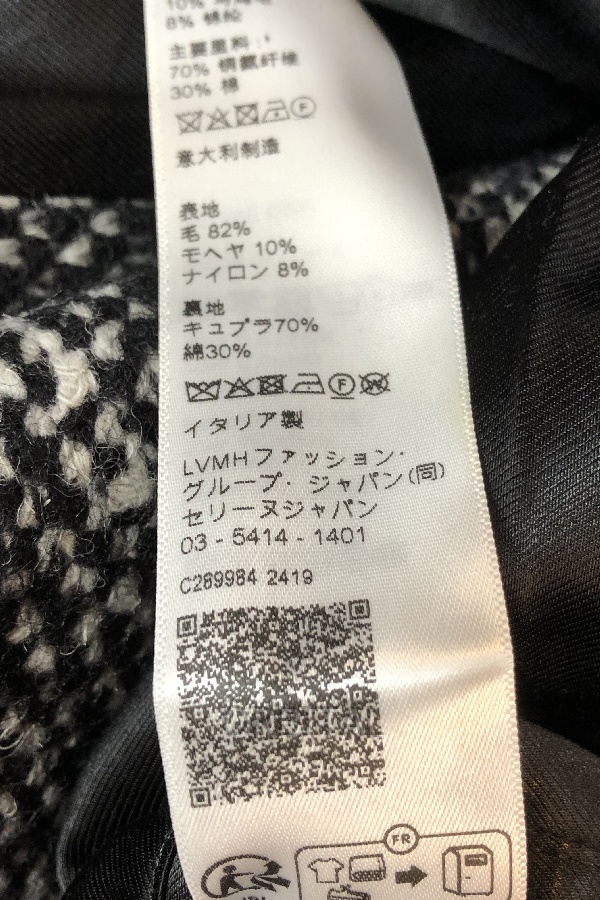 10%
8% 锦纶
主要里料：
70% 铜氨纤维
30% 棉
意大利制造
表地
毛 82%
モヘヤ 10%
ナイロン 8%
裏地
キュプラ70%
綿30%
イタリア製
LVMHファッション・
グループ・ジャパン(同)
セリーヌジャパン
03 - 5414 - 1401
C289984 2419
FR